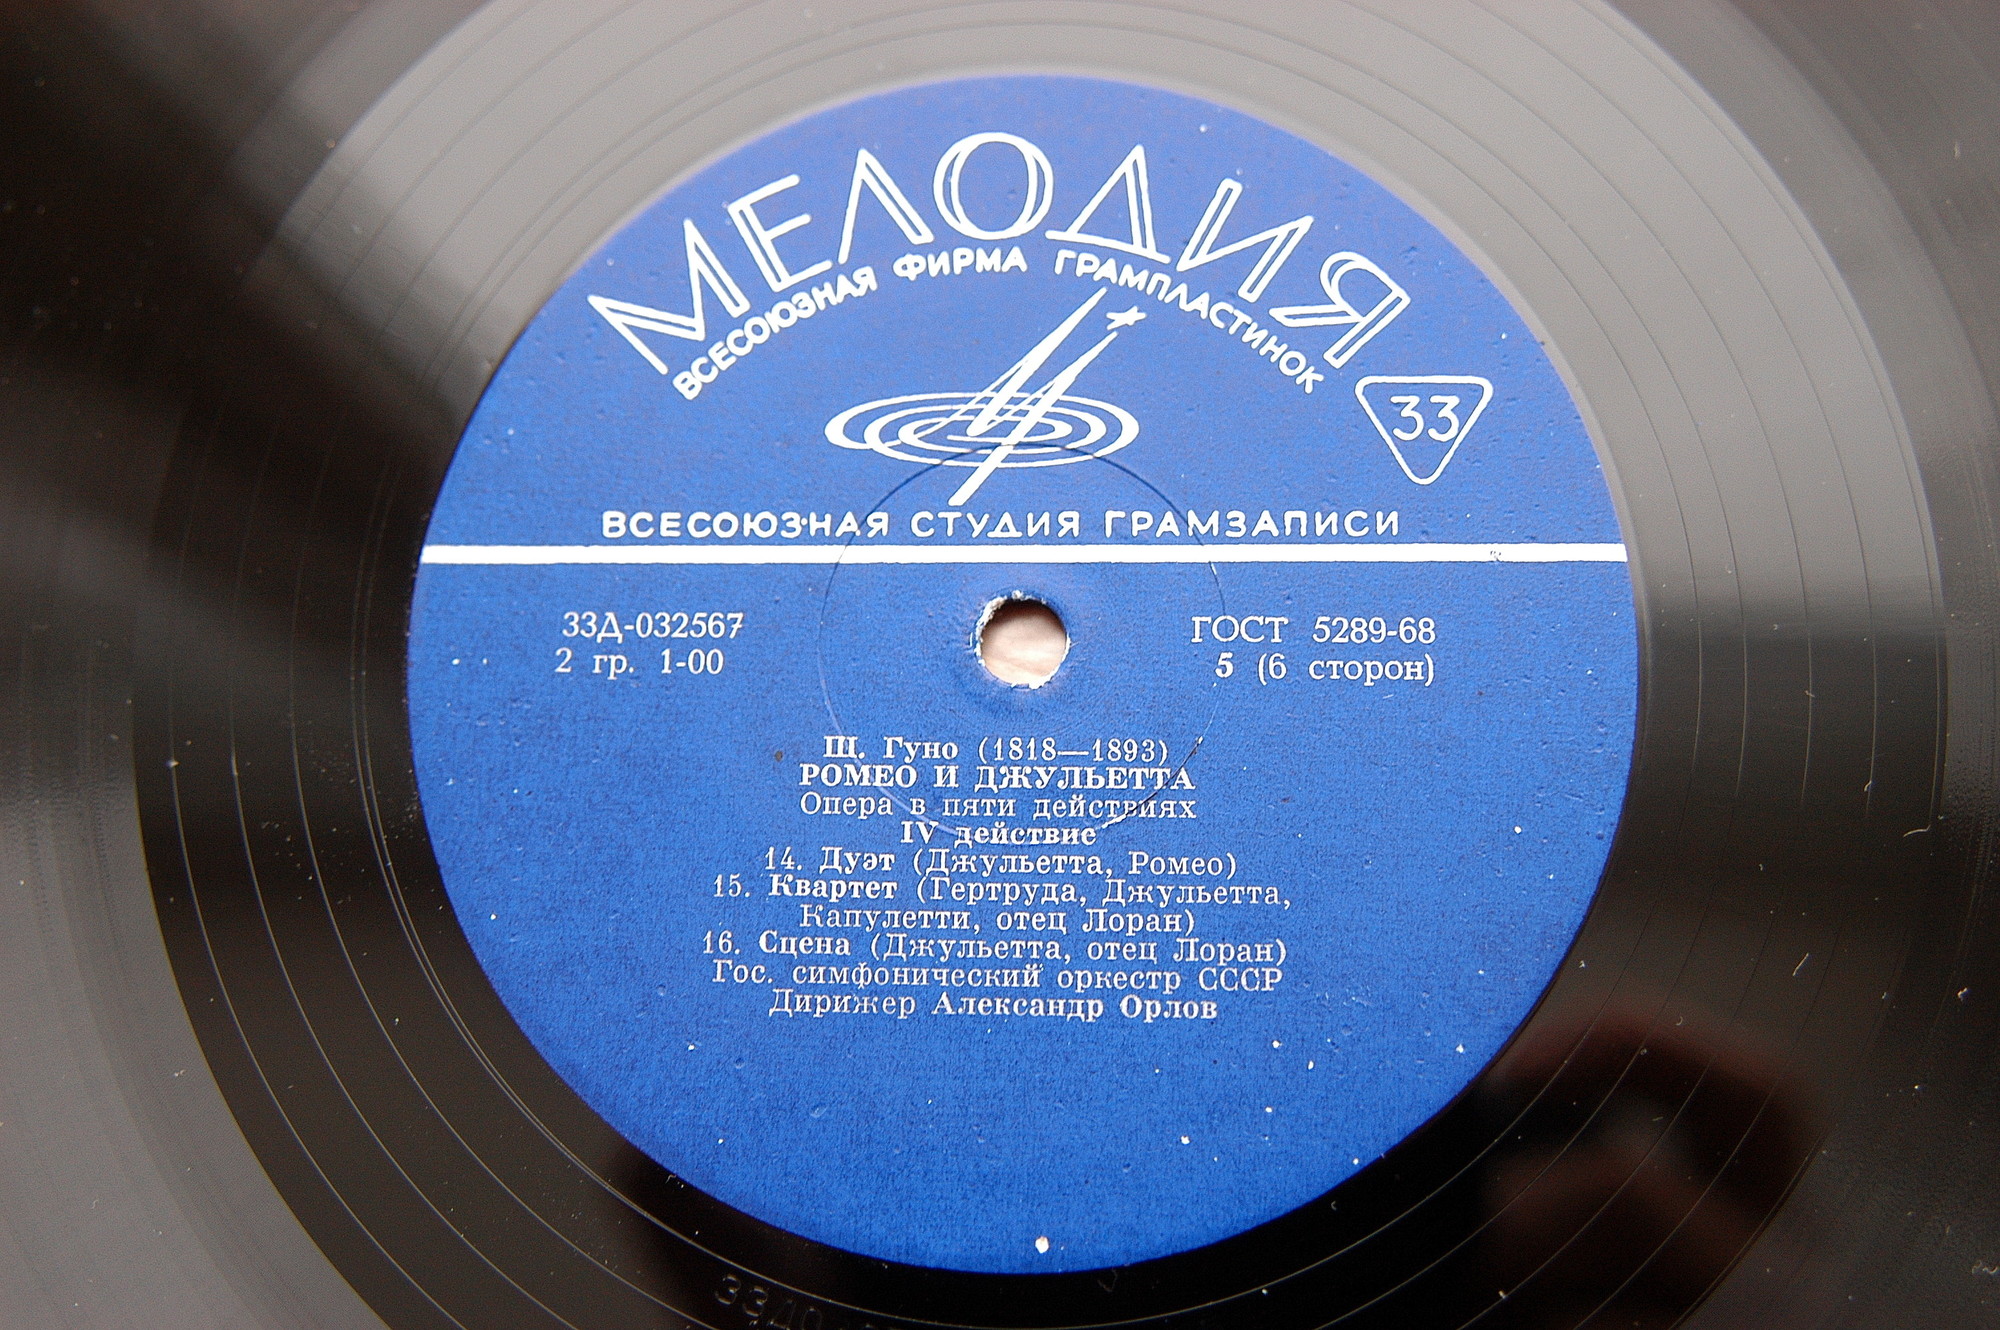 МЕЛОДИЯ
ВСЕСОЮЗНАЯ ФИРМА ГРАМПЛАСТИНОК
33
ВСЕСОЮЗНАЯ СТУДИЯ ГРАМЗАПИСИ
33Д-032567
2 гр. 1-00
ГОСТ 5289-68
5 (6 сторон)
Ш. Гуно (1818—1893)
РОМЕО И ДЖУЛЬЕТТА
Опера в пяти действиях
IV действие
14. Дуэт (Джульетта, Ромео)
15. Квартет (Гертруда, Джульетта,
Капулетти, отец Лоран)
16. Сцена (Джульетта, отец Лоран)
Гос. симфонический оркестр СССР
Дирижер Александр Орлов